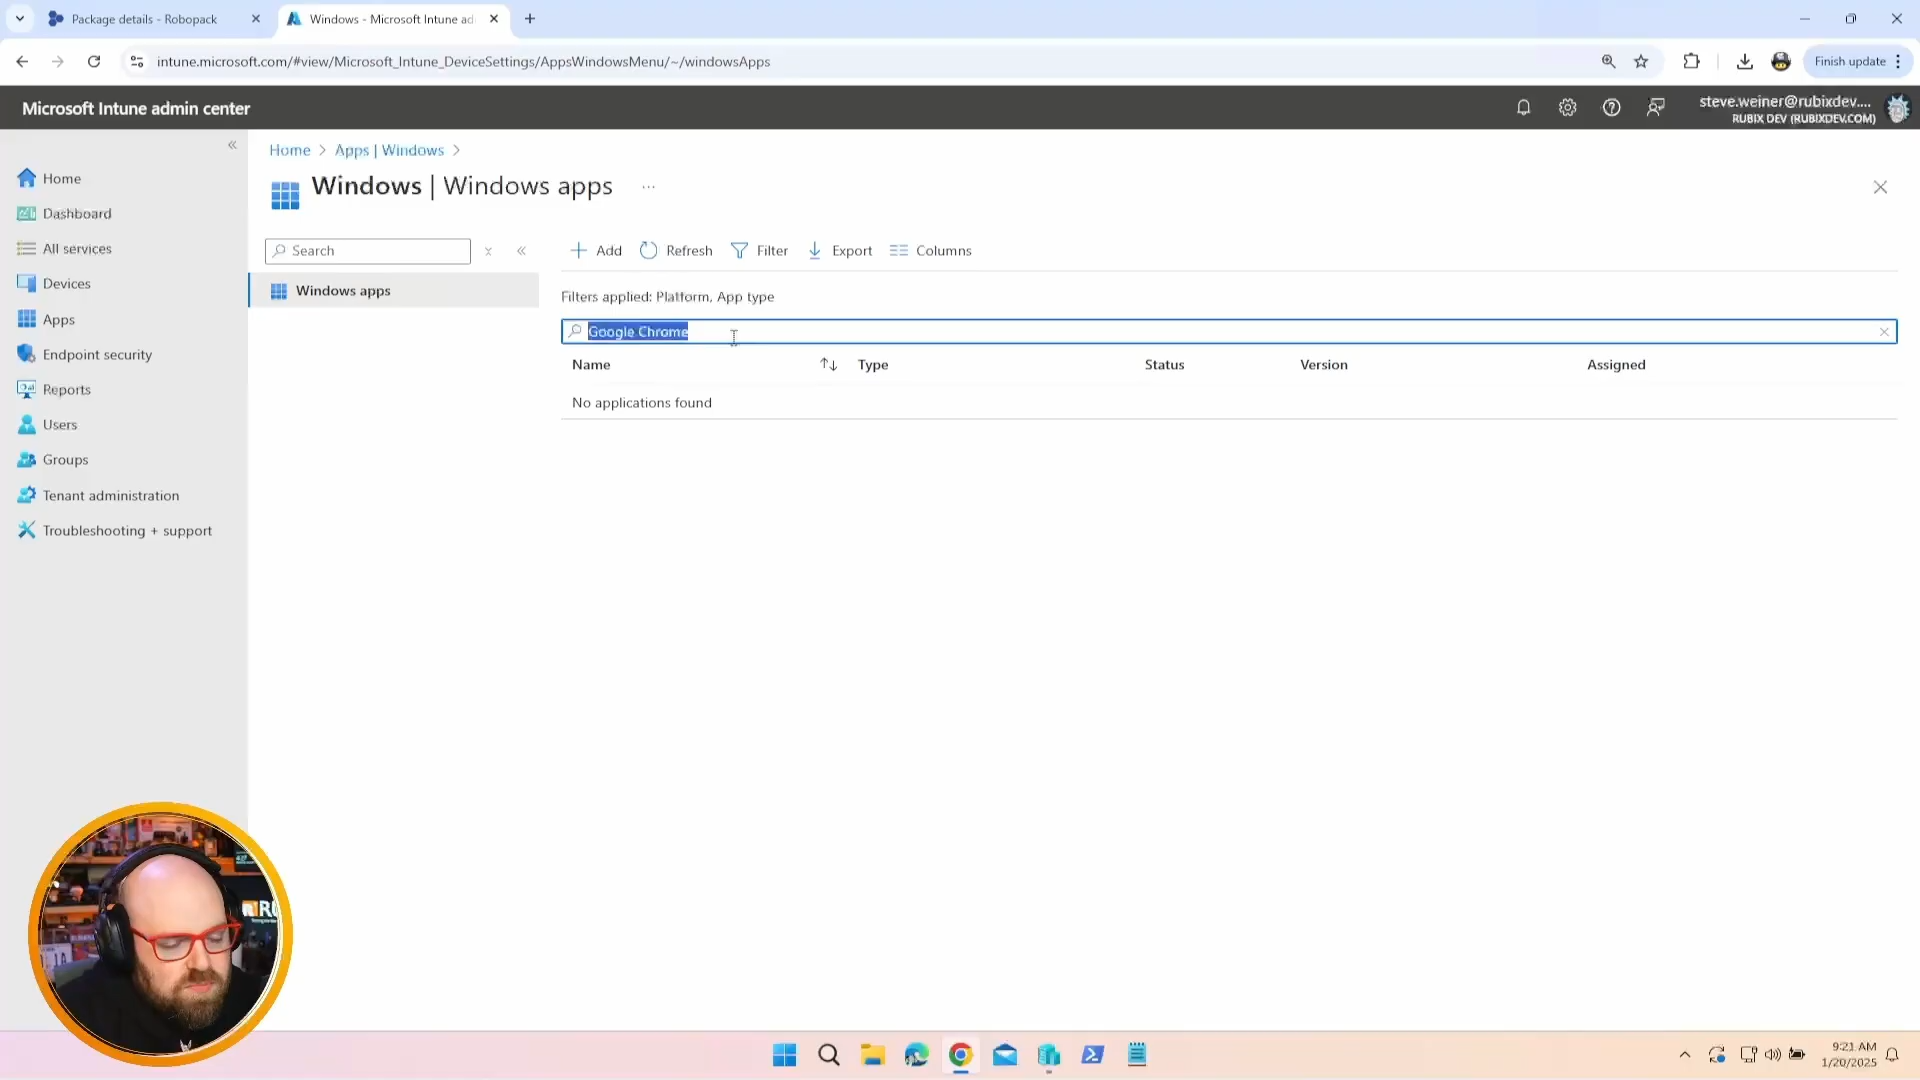 Package details - Robopack
Windows - Microsoft Intune ad
intune.microsoft.com/#view/Microsoft_Intune_DeviceSettings/AppsWindowsMenu/~/windowsApps
Finish update
Microsoft Intune admin center
steve.weiner@rubixdev....
RUBIX DEV (RUBIXDEV.COM)
Home
Dashboard
All services
Devices
Apps
Endpoint security
Reports
Users
Groups
Tenant administration
Troubleshooting + support
Home > Apps | Windows >
Windows | Windows apps ...
Search
Windows apps
Add Refresh Filter Export Columns
Filters applied: Platform, App type
Google Chrome
Name Type Status Version Assigned
No applications found
9:21 AM
1/20/2025